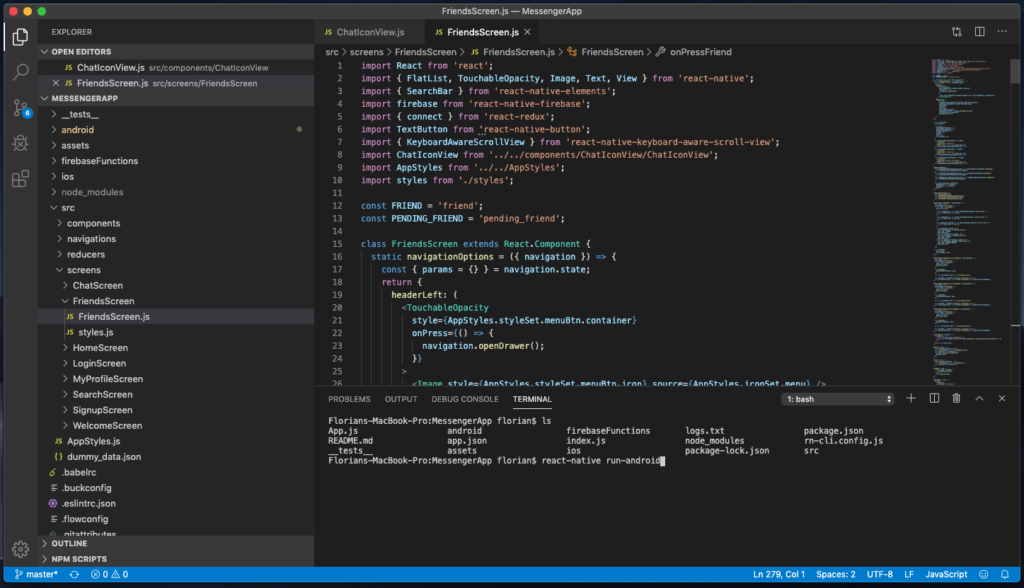 FriendsScreen.js — MessengerApp
EXPLORER
OPEN EDITORS
JS ChatIconView.js src/components/ChatIconView
JS FriendsScreen.js src/screens/FriendsScreen
MESSENGERAPP
__tests__
android
assets
firebaseFunctions
ios
node_modules
src
components
navigations
reducers
screens
ChatScreen
FriendsScreen
JS FriendsScreen.js
JS styles.js
HomeScreen
LoginScreen
MyProfileScreen
SearchScreen
SignupScreen
WelcomeScreen
JS AppStyles.js
{} dummy_data.json
.babelrc
.buckconfig
.eslintrc.json
.flowconfig
.gitattributes
OUTLINE
NPM SCRIPTS
6
JS ChatIconView.js
JS FriendsScreen.js
src > screens > FriendsScreen > JS FriendsScreen.js > FriendsScreen > onPressFriend
1 import React from 'react';
2 import { FlatList, TouchableOpacity, Image, Text, View } from 'react-native';
3 import { SearchBar } from 'react-native-elements';
4 import firebase from 'react-native-firebase';
5 import { connect } from 'react-redux';
6 import TextButton from 'react-native-button';
7 import { KeyboardAwareScrollView } from 'react-native-keyboard-aware-scroll-view';
8 import ChatIconView from '../../components/ChatIconView/ChatIconView';
9 import AppStyles from '../../AppStyles';
10 import styles from './styles';
11
12 const FRIEND = 'friend';
13 const PENDING_FRIEND = 'pending_friend';
14
15 class FriendsScreen extends React.Component {
16 static navigationOptions = ({ navigation }) => {
17 const { params = {} } = navigation.state;
18 return {
19 headerLeft: (
20 <TouchableOpacity
21 style={AppStyles.styleSet.menuBtn.container}
22 onPress={() => {
23 navigation.openDrawer();
24 }}
25 >
26 <Image style={AppStyles.styleSet.menuBtn.icon} source={AppStyles.iconSet.menu} />
PROBLEMS OUTPUT DEBUG CONSOLE TERMINAL
1: bash
Florians-MacBook-Pro:MessengerApp florian$ ls
App.js android firebaseFunctions logs.txt package.json
README.md app.json index.js node_modules rn-cli.config.js
__tests__ assets ios package-lock.json src
Florians-MacBook-Pro:MessengerApp florian$ react-native run-android
master* 0 0
Ln 279, Col 1 Spaces: 2 UTF-8 LF JavaScript